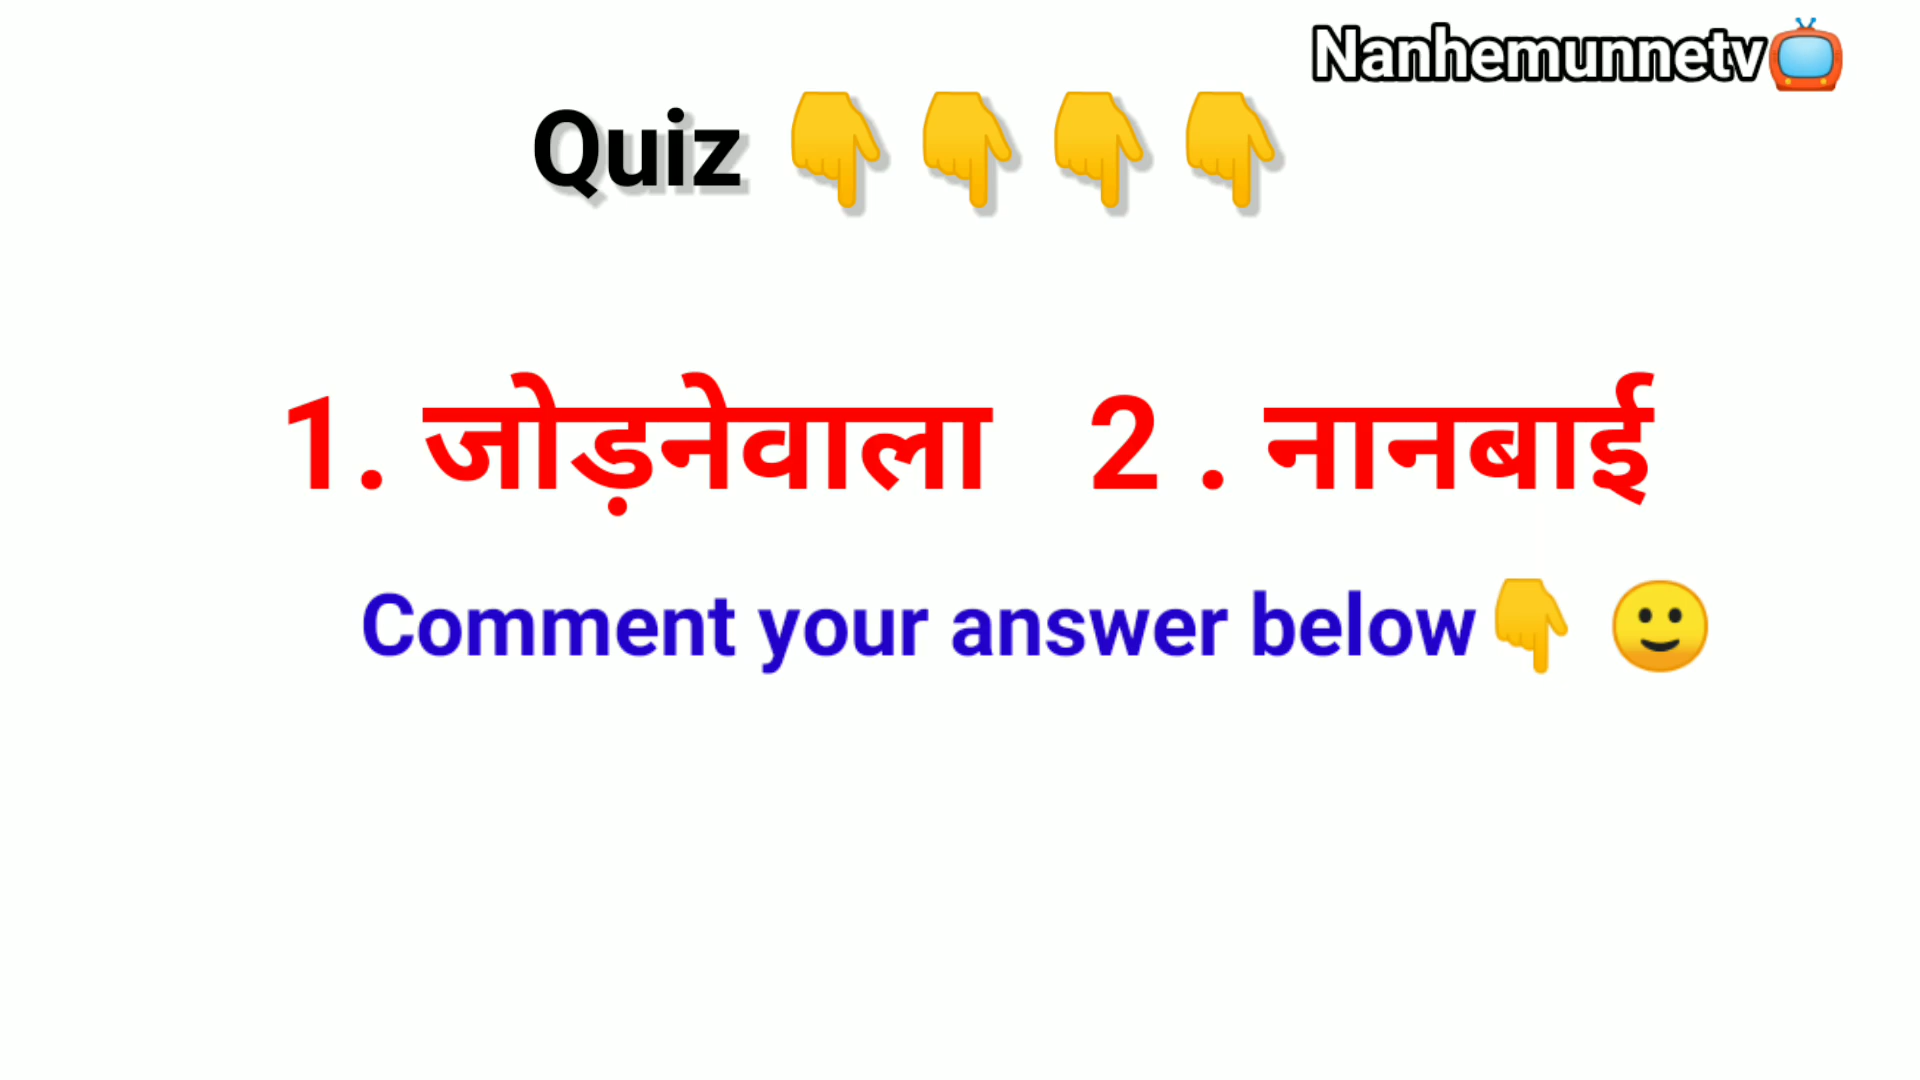 Nanhemunnetv📺
Quiz 👇👇👇👇
1. जोड़नेवाला 2 . नानबाई
Comment your answer below👇 🙂